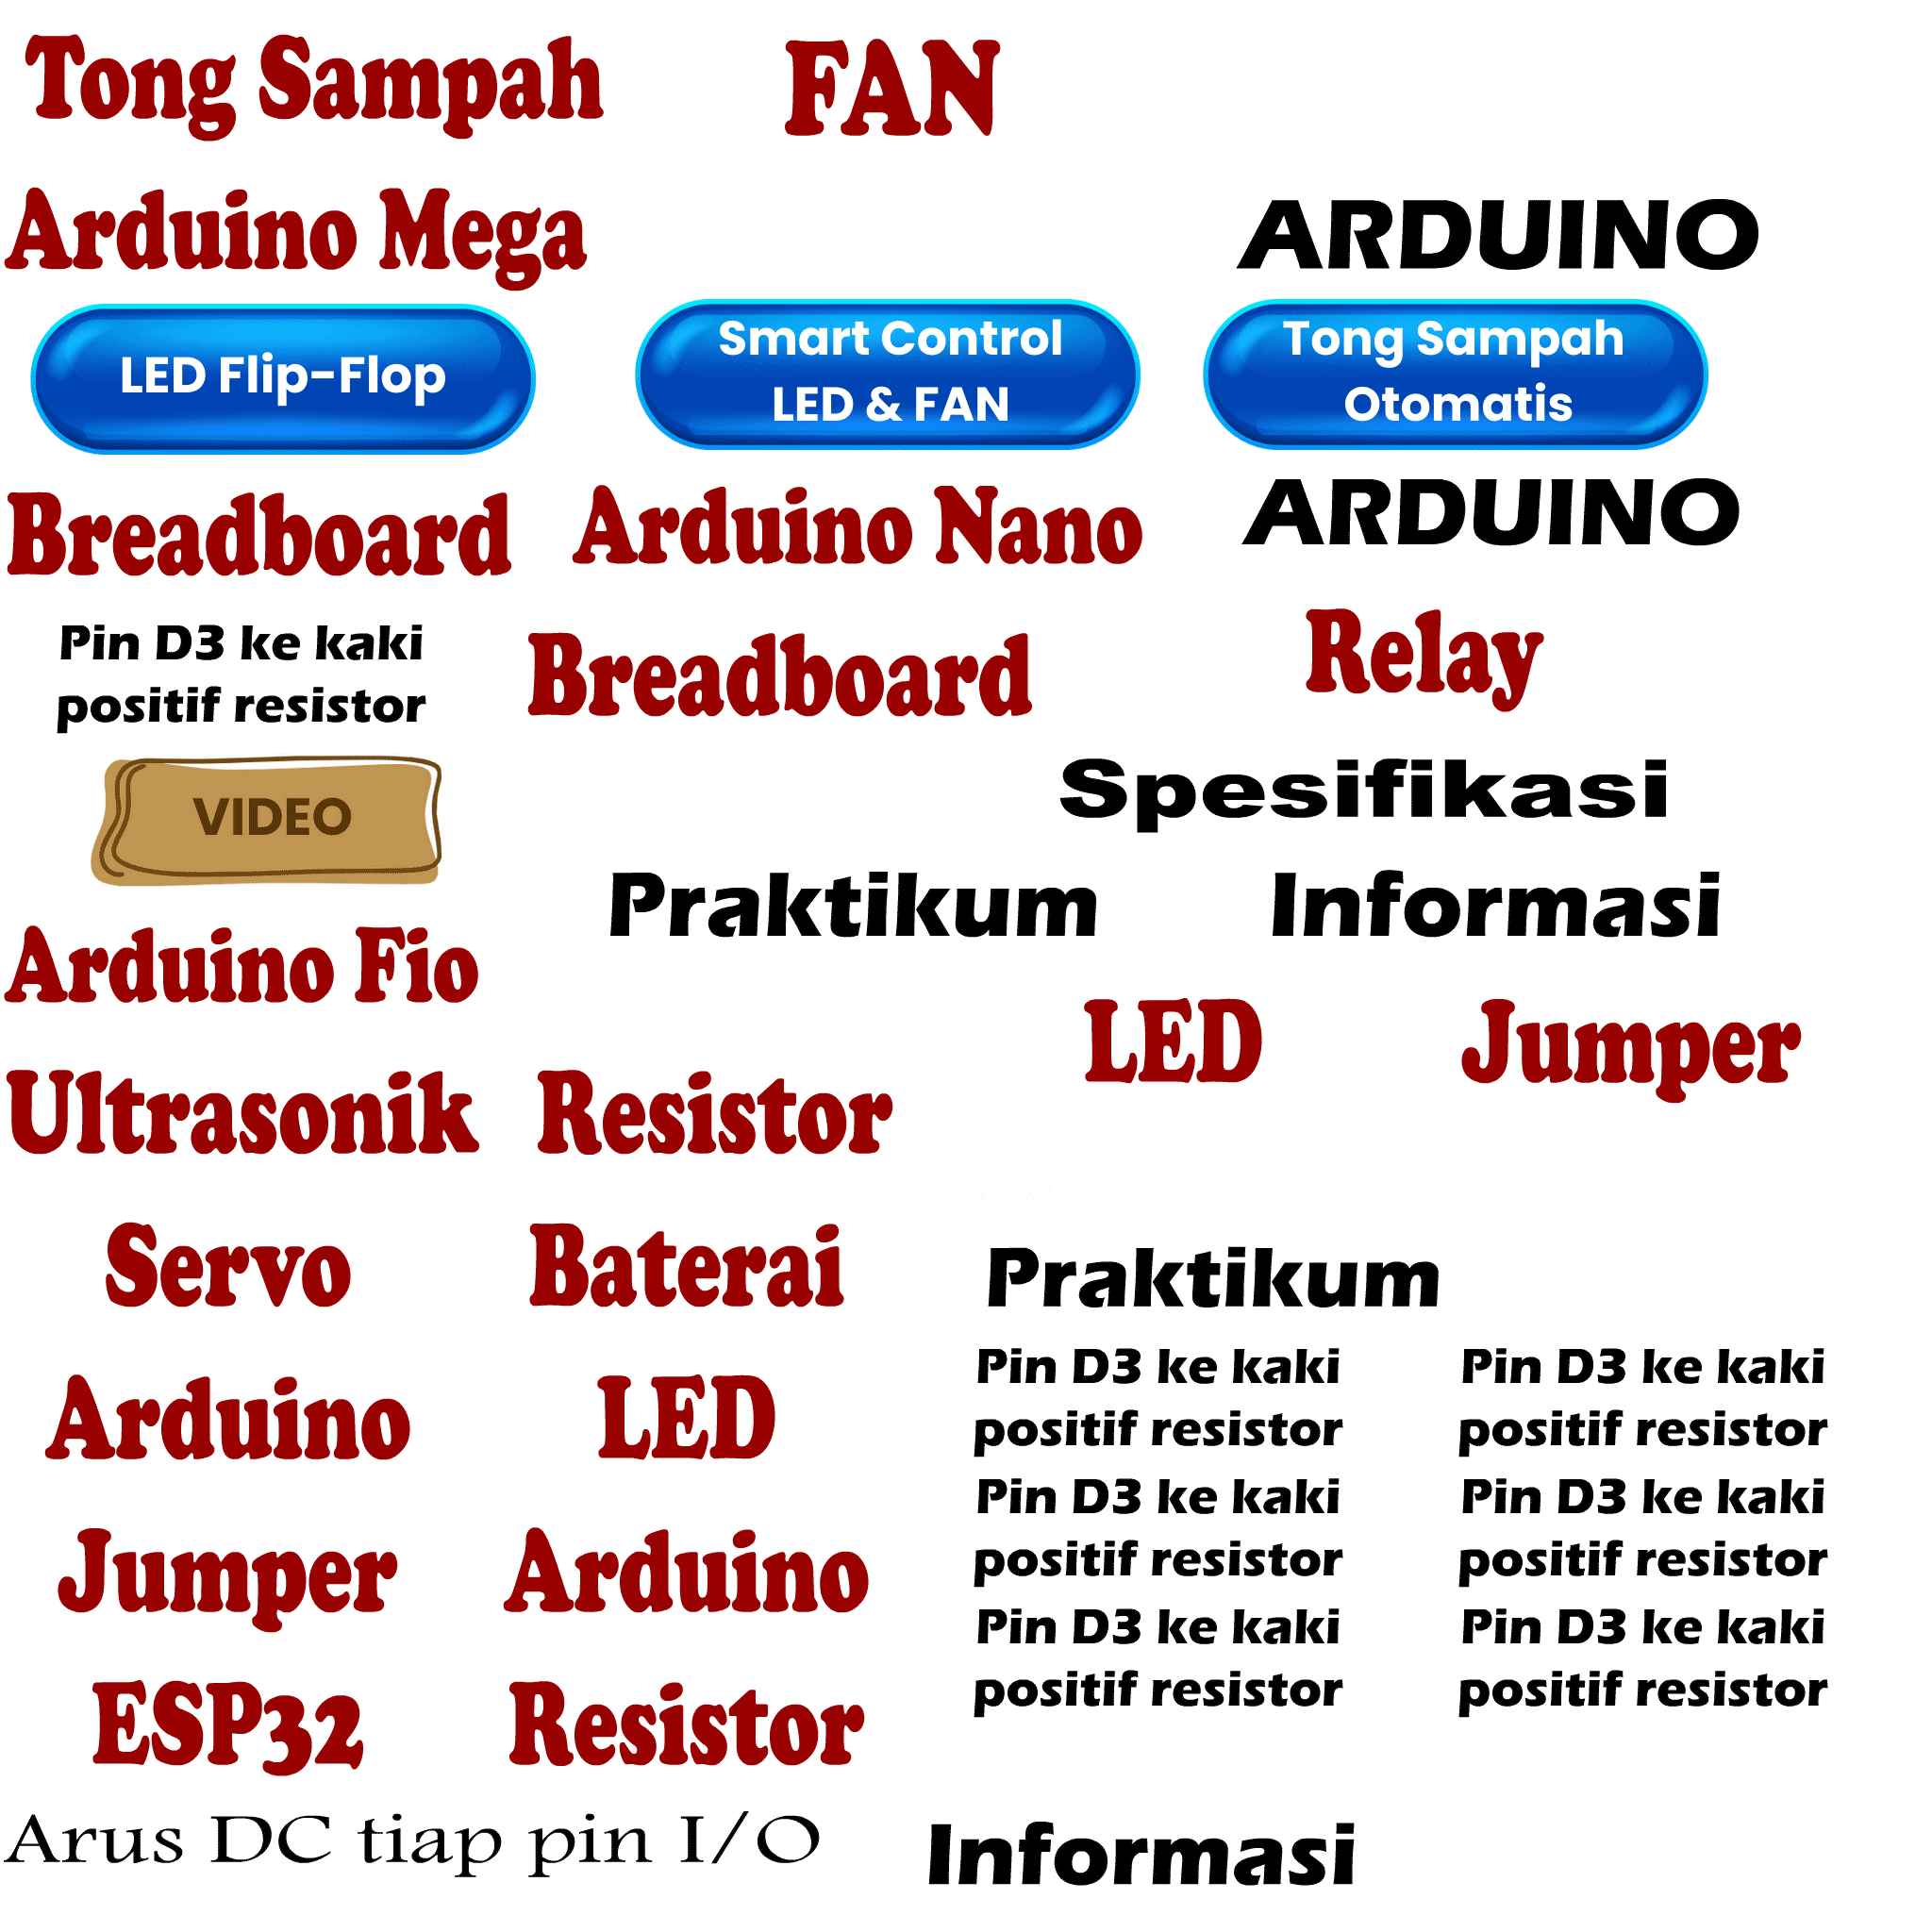 Tong Sampah
FAN
Arduino Mega
ARDUINO
LED Flip-Flop
Smart Control
LED & FAN
Tong Sampah
Otomatis
Breadboard
Arduino Nano
ARDUINO
Pin D3 ke kaki
positif resistor
Breadboard
Relay
VIDEO
Spesifikasi
Praktikum
Informasi
Arduino Fio
LED
Jumper
Ultrasonik
Resistor
Servo
Baterai
Praktikum
Arduino
LED
Pin D3 ke kaki
positif resistor
Pin D3 ke kaki
positif resistor
Pin D3 ke kaki
positif resistor
Pin D3 ke kaki
positif resistor
Jumper
Arduino
Pin D3 ke kaki
positif resistor
Pin D3 ke kaki
positif resistor
ESP32
Resistor
Arus DC tiap pin I/O
Informasi